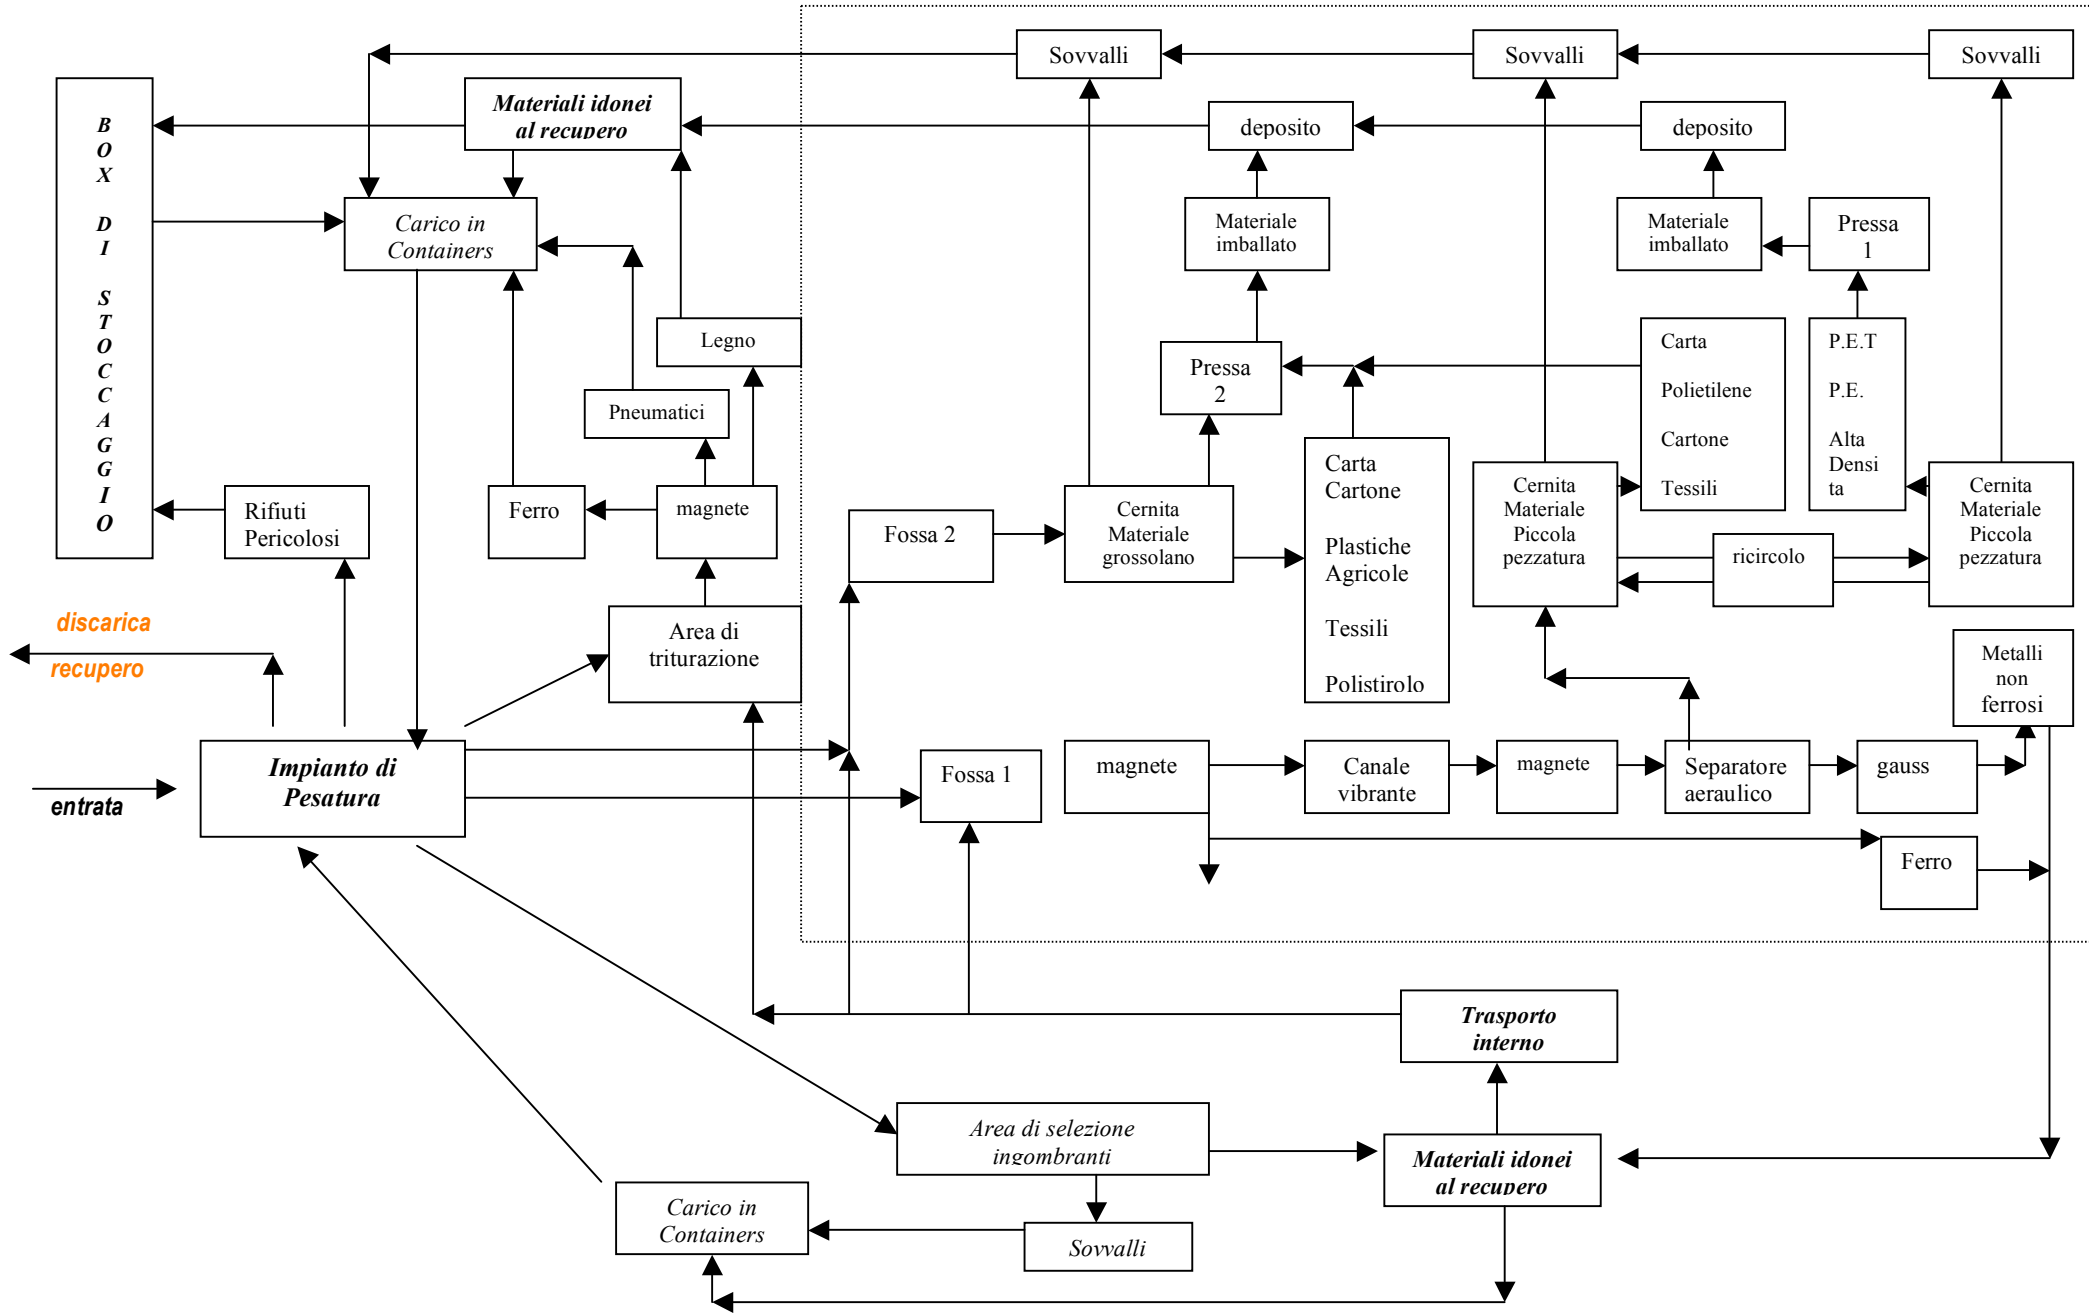 Sovvalli
Sovvalli
Sovvalli
BOX DI STOCCAGGIO
Materiali idonei
al recupero
deposito
deposito
Carico in
Containers
Materiale
imballato
Materiale
imballato
Pressa
1
Legno
Pressa
2
Carta
Polietilene
Cartone
Tessili
P.E.T
P.E.
Alta
Densi
ta
Pneumatici
Carta
Cartone
Plastiche
Agricole
Tessili
Polistirolo
Rifiuti
Pericolosi
Ferro
magnete
Fossa 2
Cernita
Materiale
grossolano
Cernita
Materiale
Piccola
pezzatura
ricircolo
Cernita
Materiale
Piccola
pezzatura
discarica
recupero
Area di
triturazione
Metalli
non
ferrosi
entrata
Impianto di
Pesatura
Fossa 1
magnete
Canale
vibrante
magnete
Separatore
aeraulico
gauss
Ferro
Trasporto
interno
Area di selezione
ingombranti
Materiali idonei
al recupero
Carico in
Containers
Sovvalli